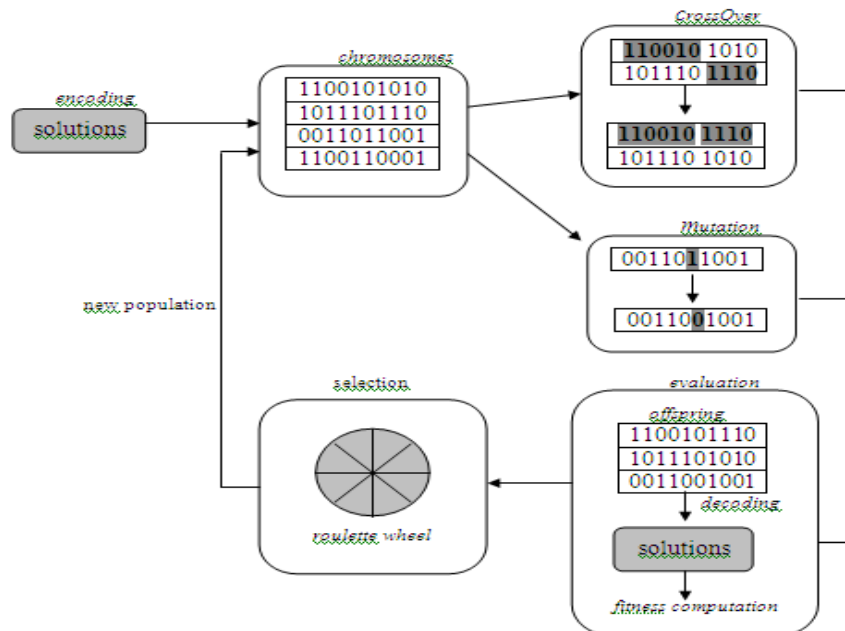 encoding
solutions
chromosomes
1100101010
1011101110
0011011001
1100110001
CrossOver
110010 1010
101110 1110
110010 1110
101110 1010
Mutation
0011011001
0011001001
new population
selection
roulette wheel
evaluation
offspring
1100101110
1011101010
0011001001
decoding
solutions
fitness computation